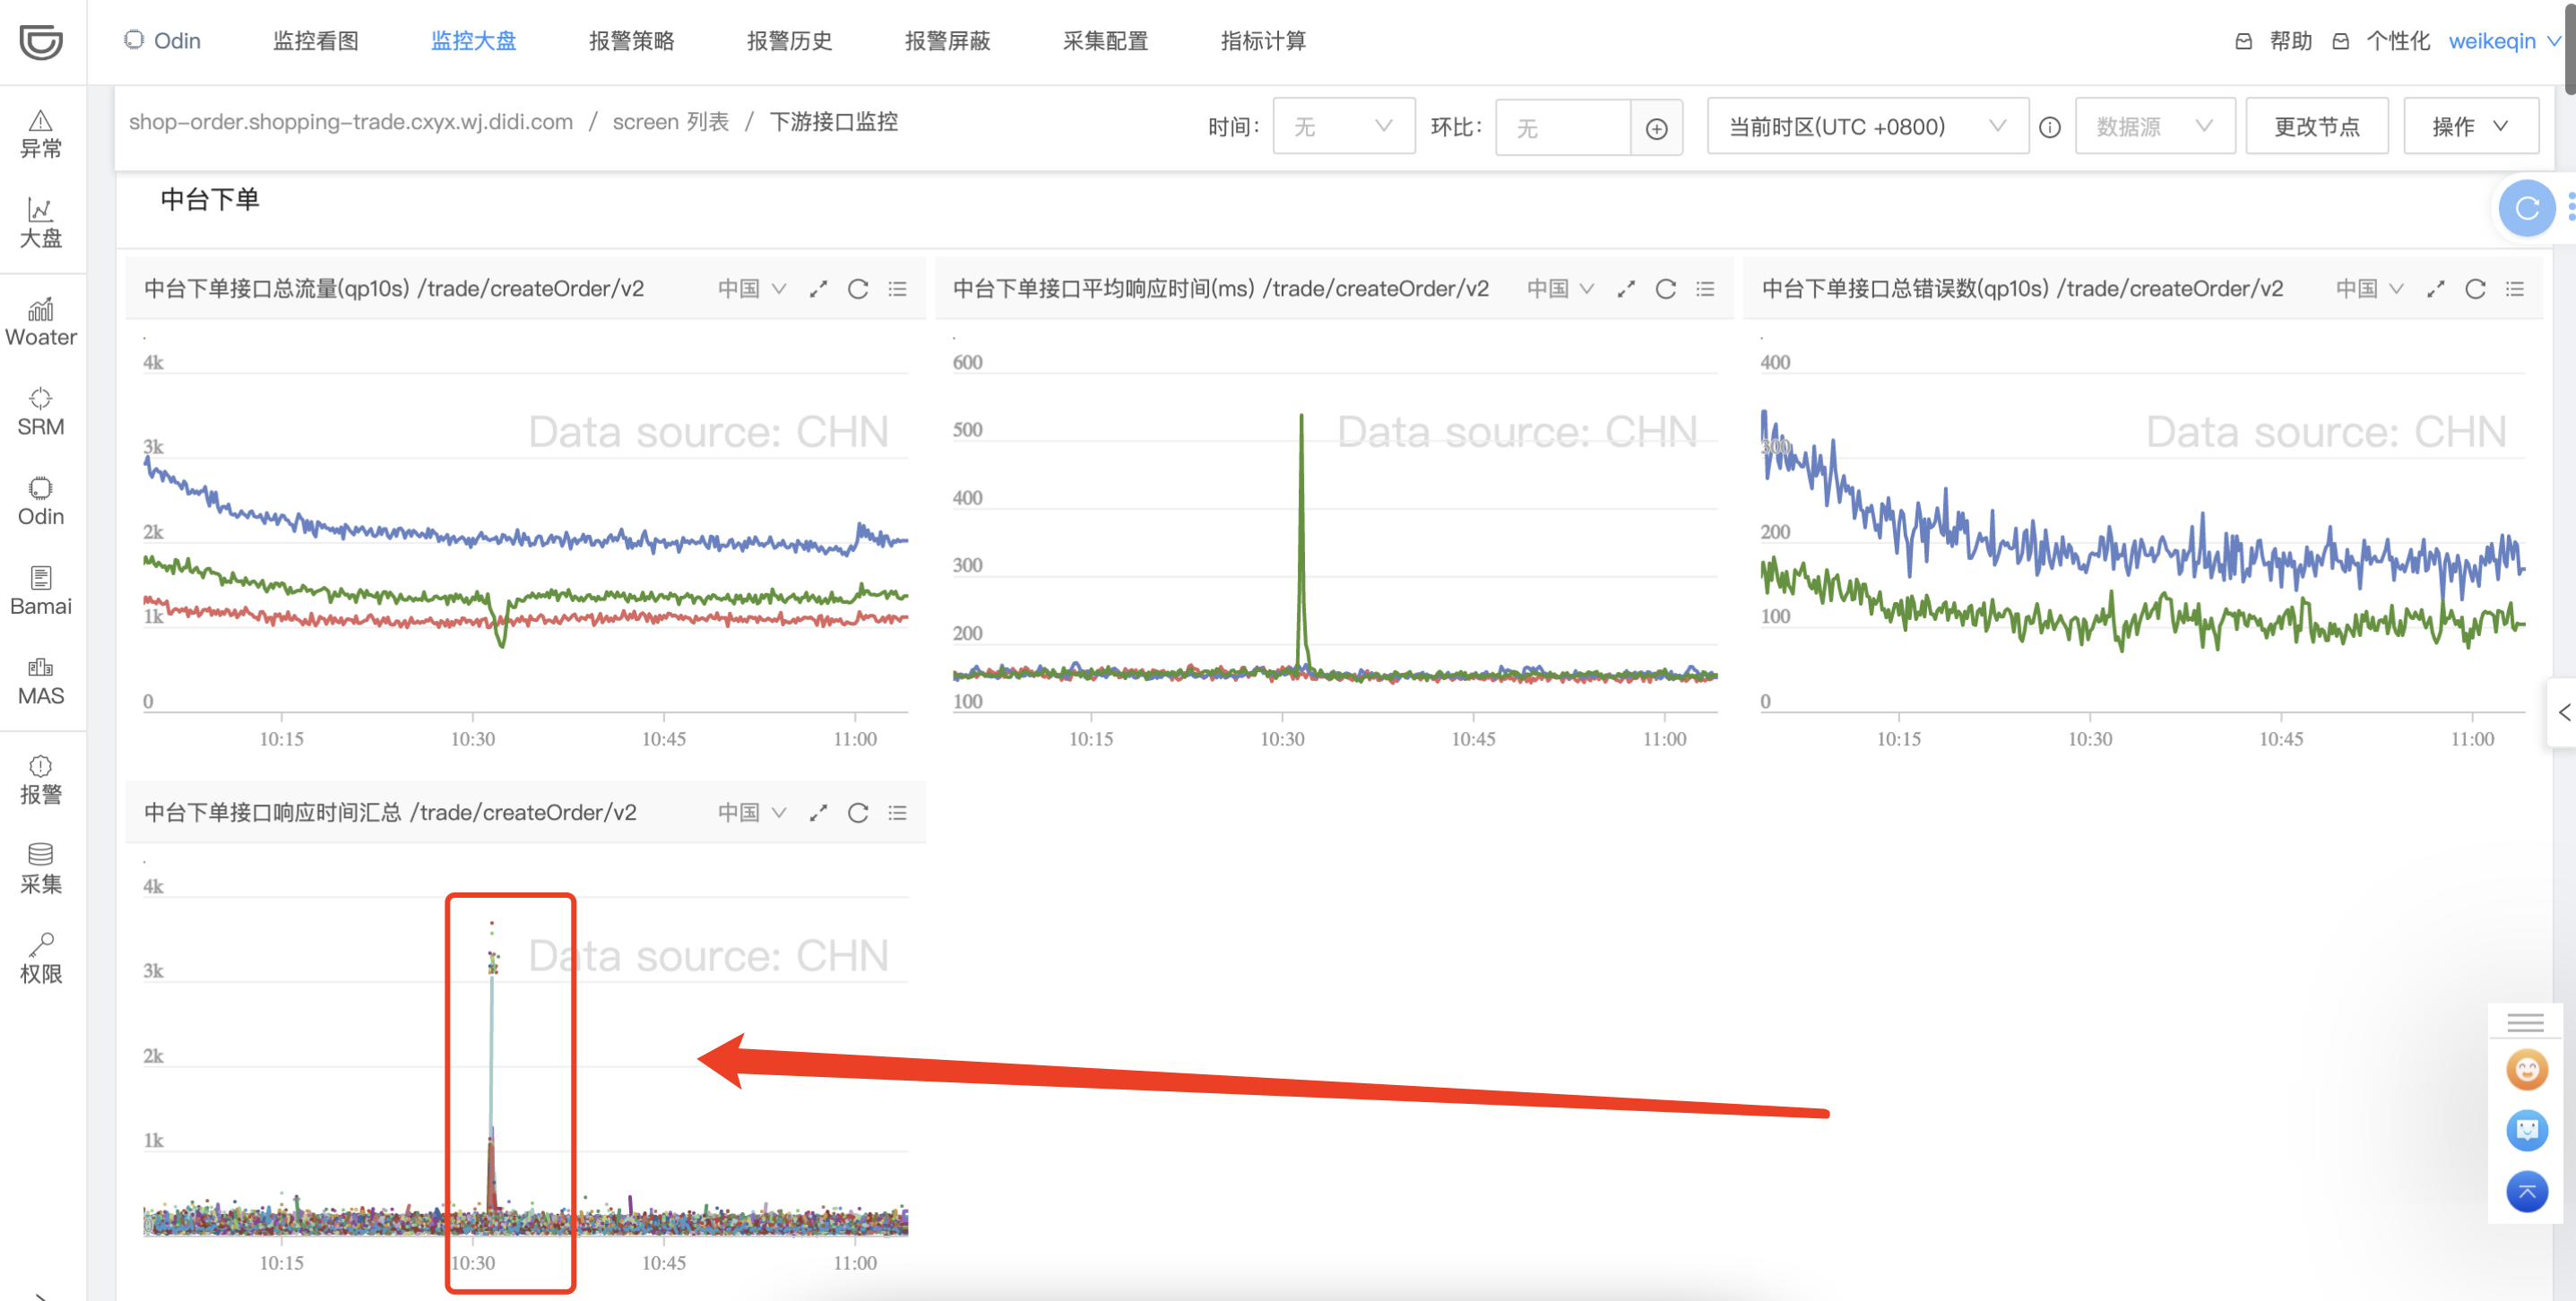 Odin 监控看图 监控大盘 报警策略 报警历史 报警屏蔽 采集配置 指标计算 帮助 个性化 weikeqin
shop-order.shopping-trade.cxyx.wj.didi.com / screen 列表 / 下游接口监控 时间: 无 环比: 无 当前时区(UTC +0800) 数据源 更改节点 操作
异常
大盘
Woater
SRM
Odin
Bamai
MAS
报警
采集
权限
中台下单
中台下单接口总流量(qp10s) /trade/createOrder/v2 中国
4k
Data source: CHN
3k
2k
1k
0
10:15 10:30 10:45 11:00
中台下单接口平均响应时间(ms) /trade/createOrder/v2 中国
600
Data source: CHN
500
400
300
200
100
10:15 10:30 10:45 11:00
中台下单接口总错误数(qp10s) /trade/createOrder/v2 中国
400
Data source: CHN
300
200
100
0
10:15 10:30 10:45 11:00
中台下单接口响应时间汇总 /trade/createOrder/v2 中国
4k
Data source: CHN
3k
2k
1k
0
10:15 10:30 10:45 11:00